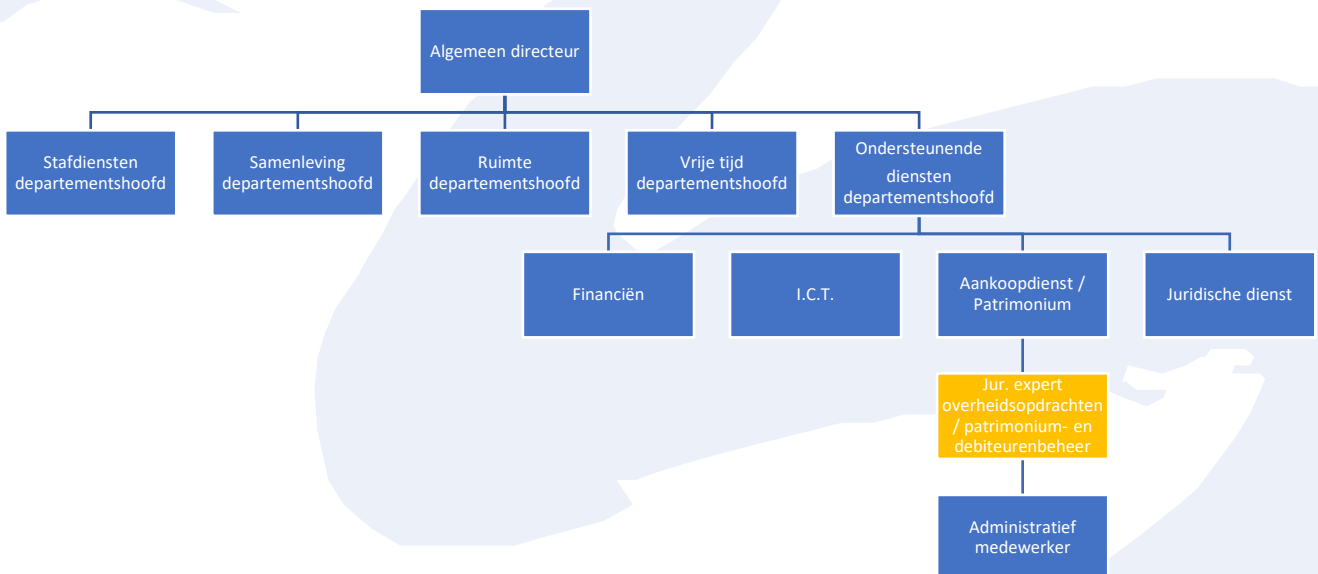 Algemeen directeur
Stafdiensten
departementshoofd
Samenleving
departementshoofd
Ruimte
departementshoofd
Vrije tijd
departementshoofd
Ondersteunende
diensten
departementshoofd
Financiën
I.C.T.
Aankoopdienst /
Patrimonium
Juridische dienst
Jur. expert
overheidsopdrachten
/ patrimonium- en
debiteurenbeheer
Administratief
medewerker